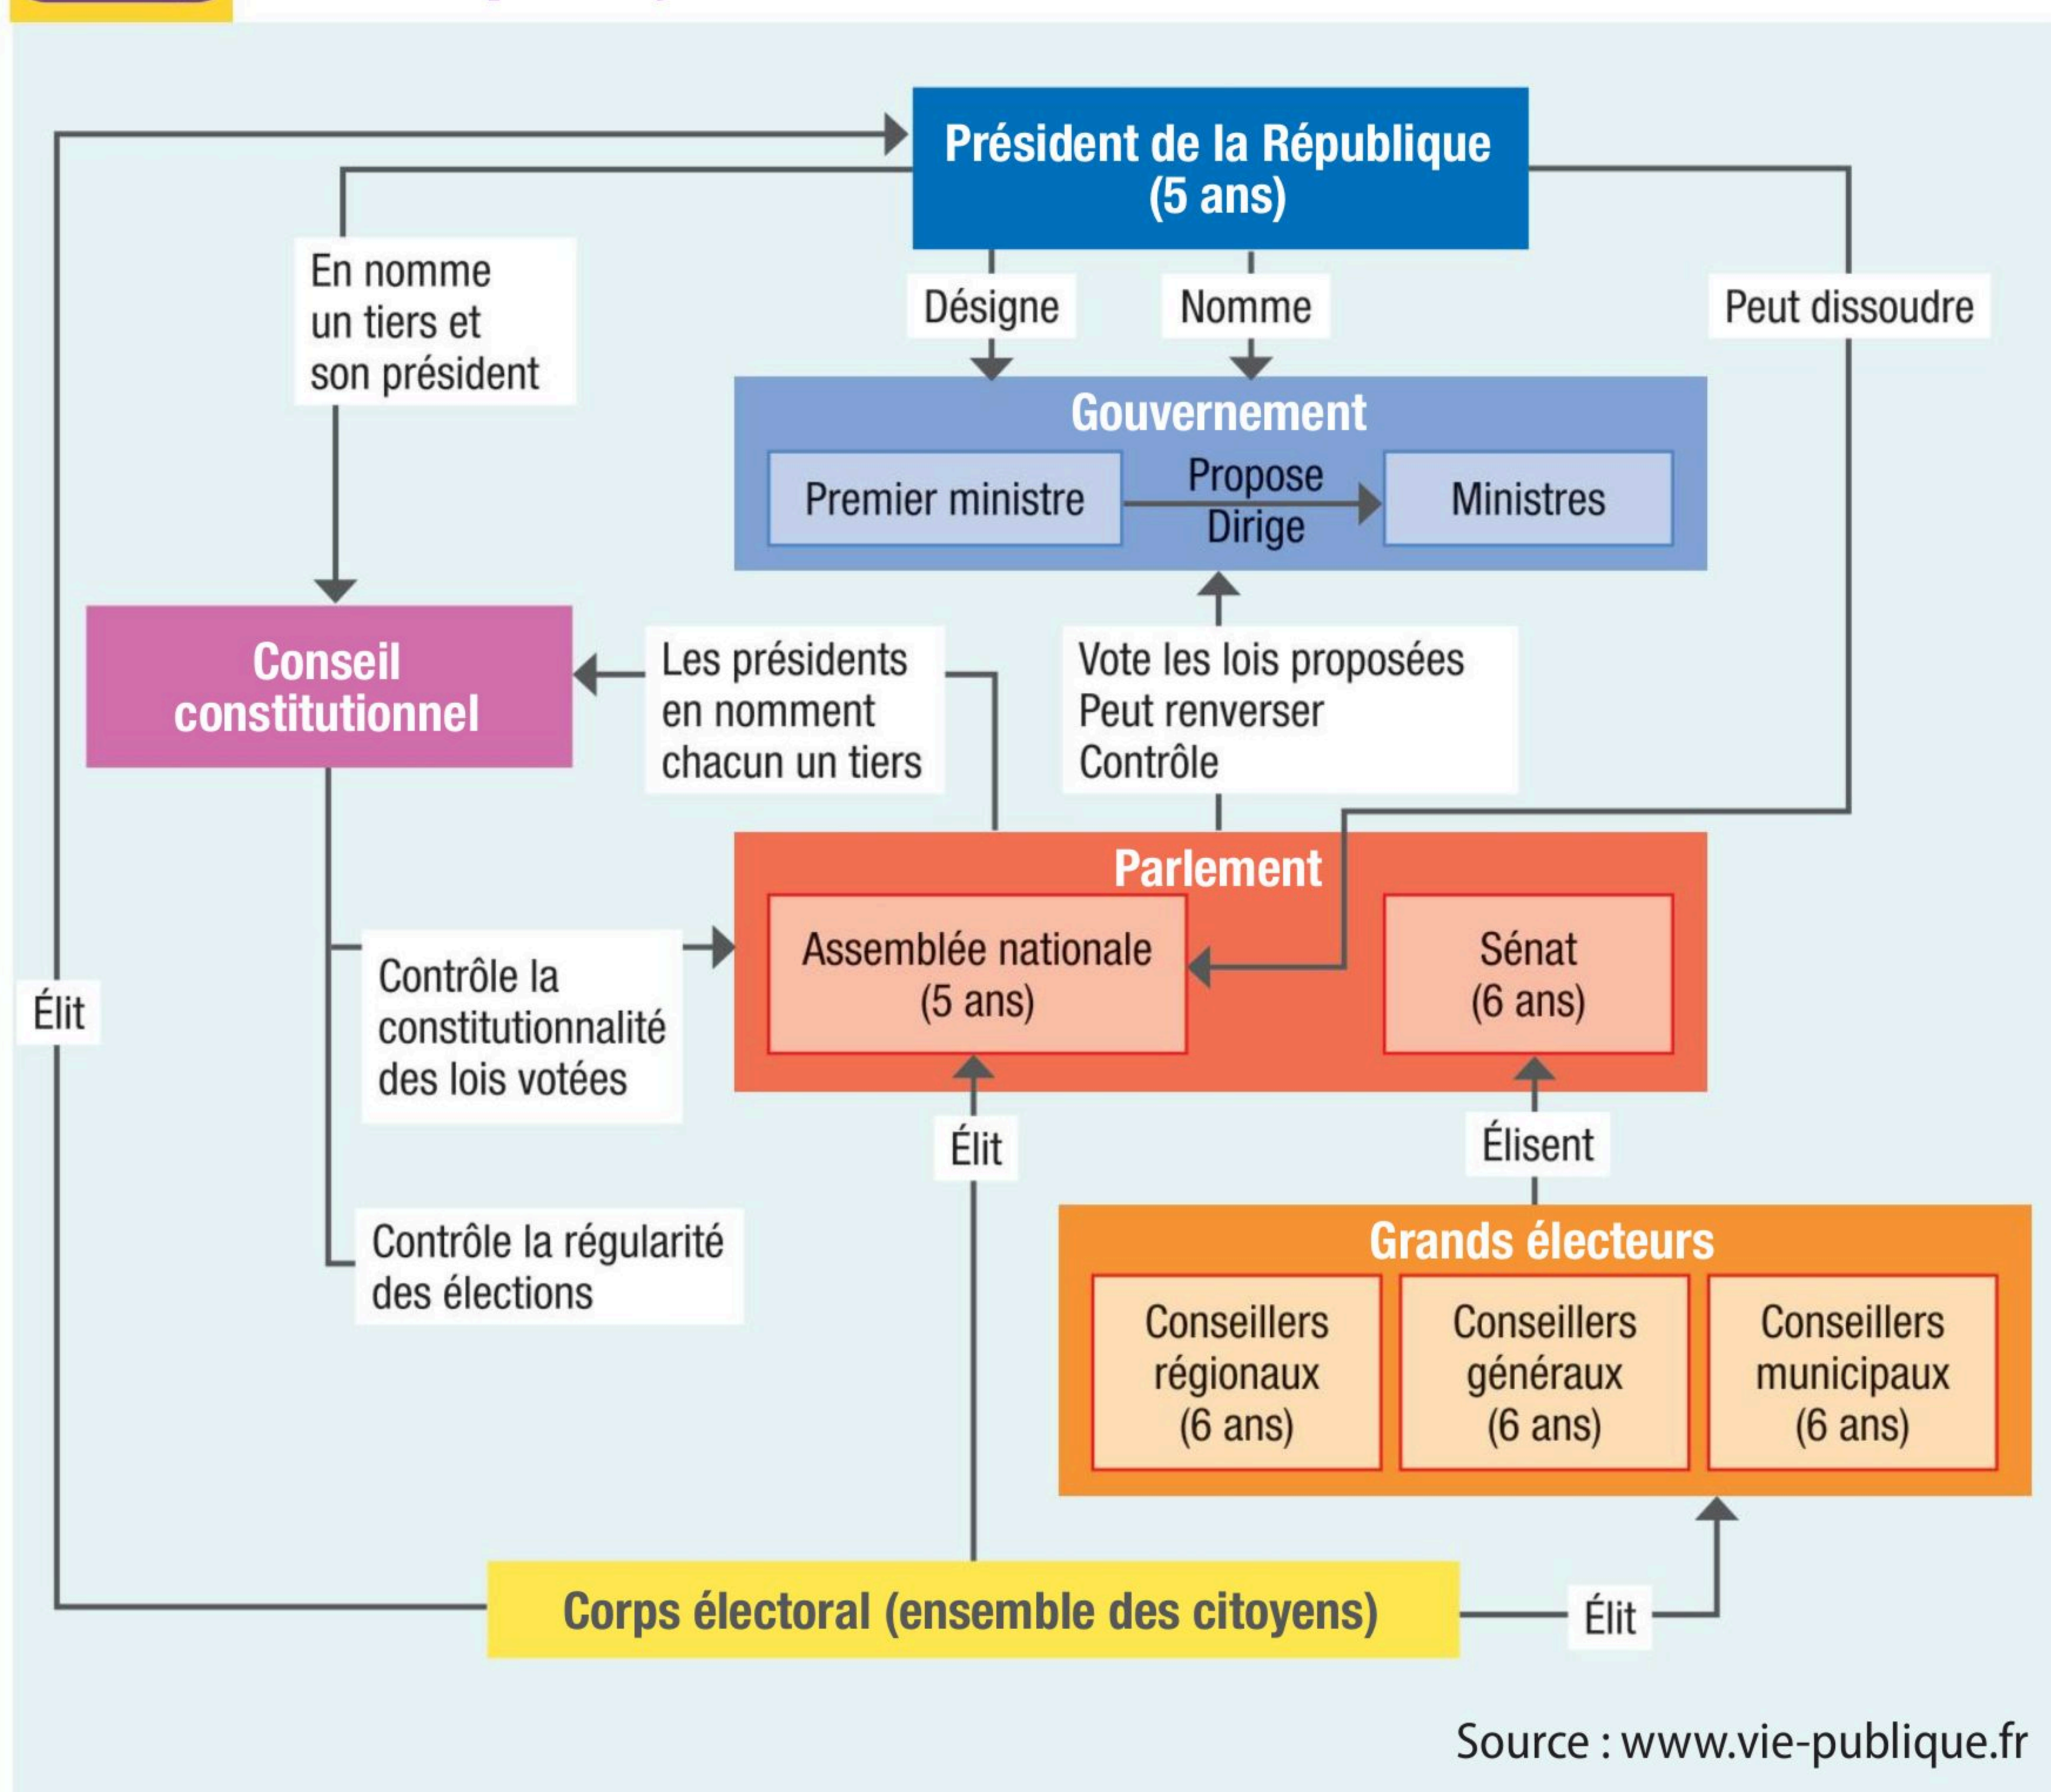 Président de la République
(5 ans)
En nomme
un tiers et
son président
Désigne
Nomme
Peut dissoudre
Gouvernement
Premier ministre
Propose
Dirige
Ministres
Conseil
constitutionnel
Les présidents
en nomment
chacun un tiers
Vote les lois proposées
Peut renverser
Contrôle
Parlement
Assemblée nationale
(5 ans)
Sénat
(6 ans)
Contrôle la
constitutionnalité
des lois votées
Élit
Élit
Élisent
Contrôle la régularité
des élections
Grands électeurs
Conseillers
régionaux
(6 ans)
Conseillers
généraux
(6 ans)
Conseillers
municipaux
(6 ans)
Corps électoral (ensemble des citoyens)
Élit
Source : www.vie-publique.fr